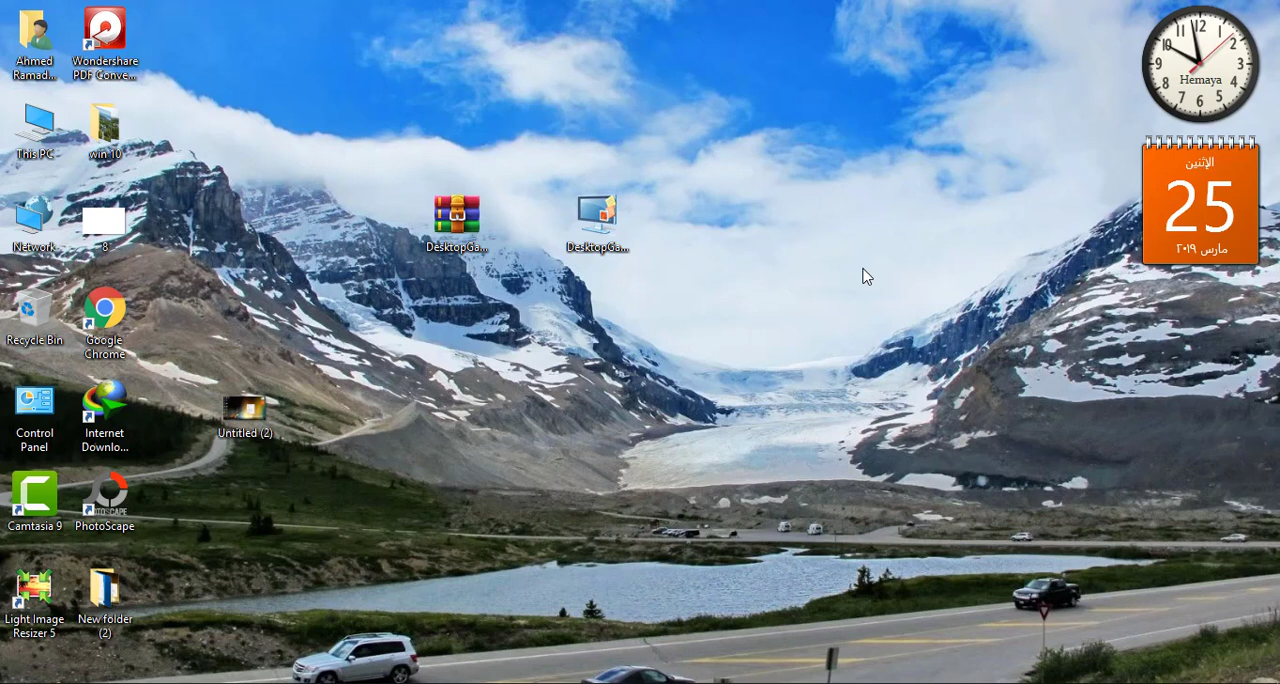 Ahmed
Ramad...
Wondershare
PDF Conve...
This PC
win 10
Network
8
Recycle Bin
Google
Chrome
Control
Panel
Internet
Downlo...
Untitled (2)
Camtasia 9
PhotoScape
Light Image
Resizer 5
New folder
(2)
DesktopGa...
DesktopGa...
12
1
2
3
4
5
6
7
8
9
10
11
Hemaya
الإثنين
25
مارس ٢٠١٩